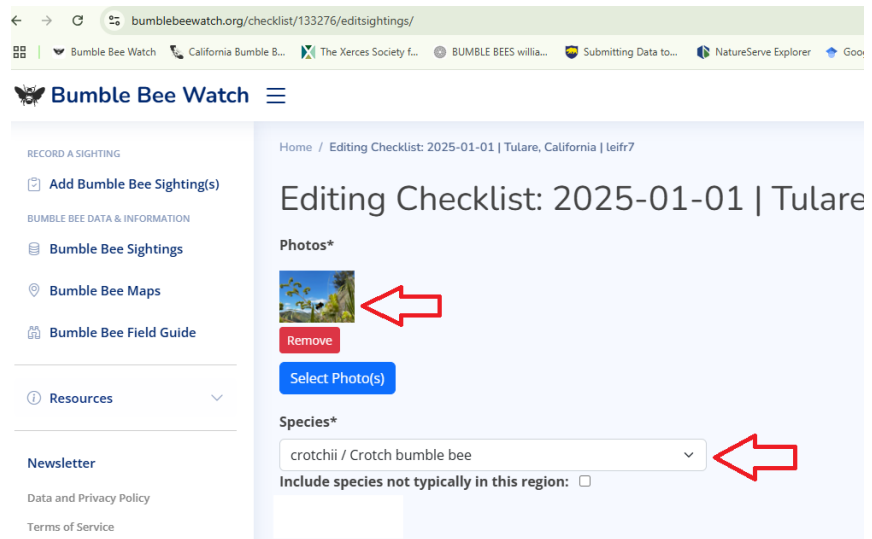 bumblebeewatch.org/checklist/133276/editsightings/
Bumble Bee Watch
California Bumble B...
The Xerces Society f...
BUMBLE BEES willia...
Submitting Data to...
NatureServe Explorer
Goo
Bumble Bee Watch
RECORD A SIGHTING
Add Bumble Bee Sighting(s)
BUMBLE BEE DATA & INFORMATION
Bumble Bee Sightings
Bumble Bee Maps
Bumble Bee Field Guide
Resources
Newsletter
Data and Privacy Policy
Terms of Service
Home / Editing Checklist: 2025-01-01 | Tulare, California | leifr7
Editing Checklist: 2025-01-01 | Tulare
Photos*
Remove
Select Photo(s)
Species*
crotchii / Crotch bumble bee
Include species not typically in this region: